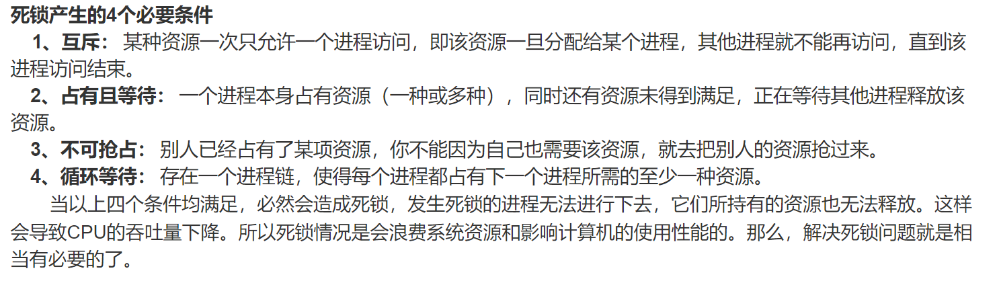 死锁产生的4个必要条件
1、互斥： 某种资源一次只允许一个进程访问，即该资源一旦分配给某个进程，其他进程就不能再访问，直到该
进程访问结束。
2、占有且等待： 一个进程本身占有资源（一种或多种），同时还有资源未得到满足，正在等待其他进程释放该
资源。
3、不可抢占： 别人已经占有了某项资源，你不能因为自己也需要该资源，就去把别人的资源抢过来。
4、循环等待： 存在一个进程链，使得每个进程都占有下一个进程所需的至少一种资源。
当以上四个条件均满足，必然会造成死锁，发生死锁的进程无法进行下去，它们所持有的资源也无法释放。这样
会导致CPU的吞吐量下降。所以死锁情况是会浪费系统资源和影响计算机的使用性能的。那么，解决死锁问题就是相
当有必要的了。